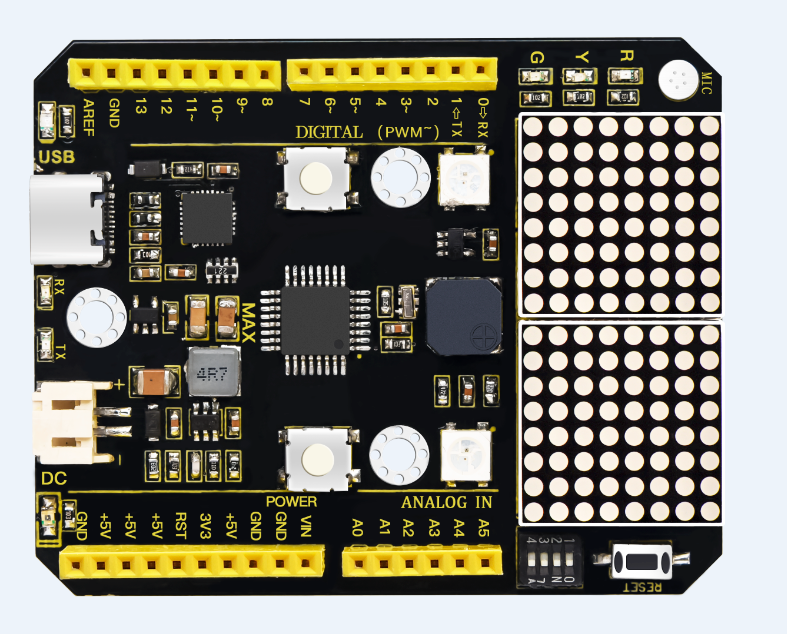 G Y R
MIC
AREF GND 13 12 11~ 10~ 9~ 8
7 6~ 5~ 4 3~ 2 1⇨TX 0⇨RX
DIGITAL (PWM~)
USB
221
RX
MAX
TX
4R7
+
-
DC
POWER
ANALOG IN
GND +5V +5V +5V RST 3V3 +5V GND GND VIN
A0 A1 A2 A3 A4 A5
4 3 2 1
RESET